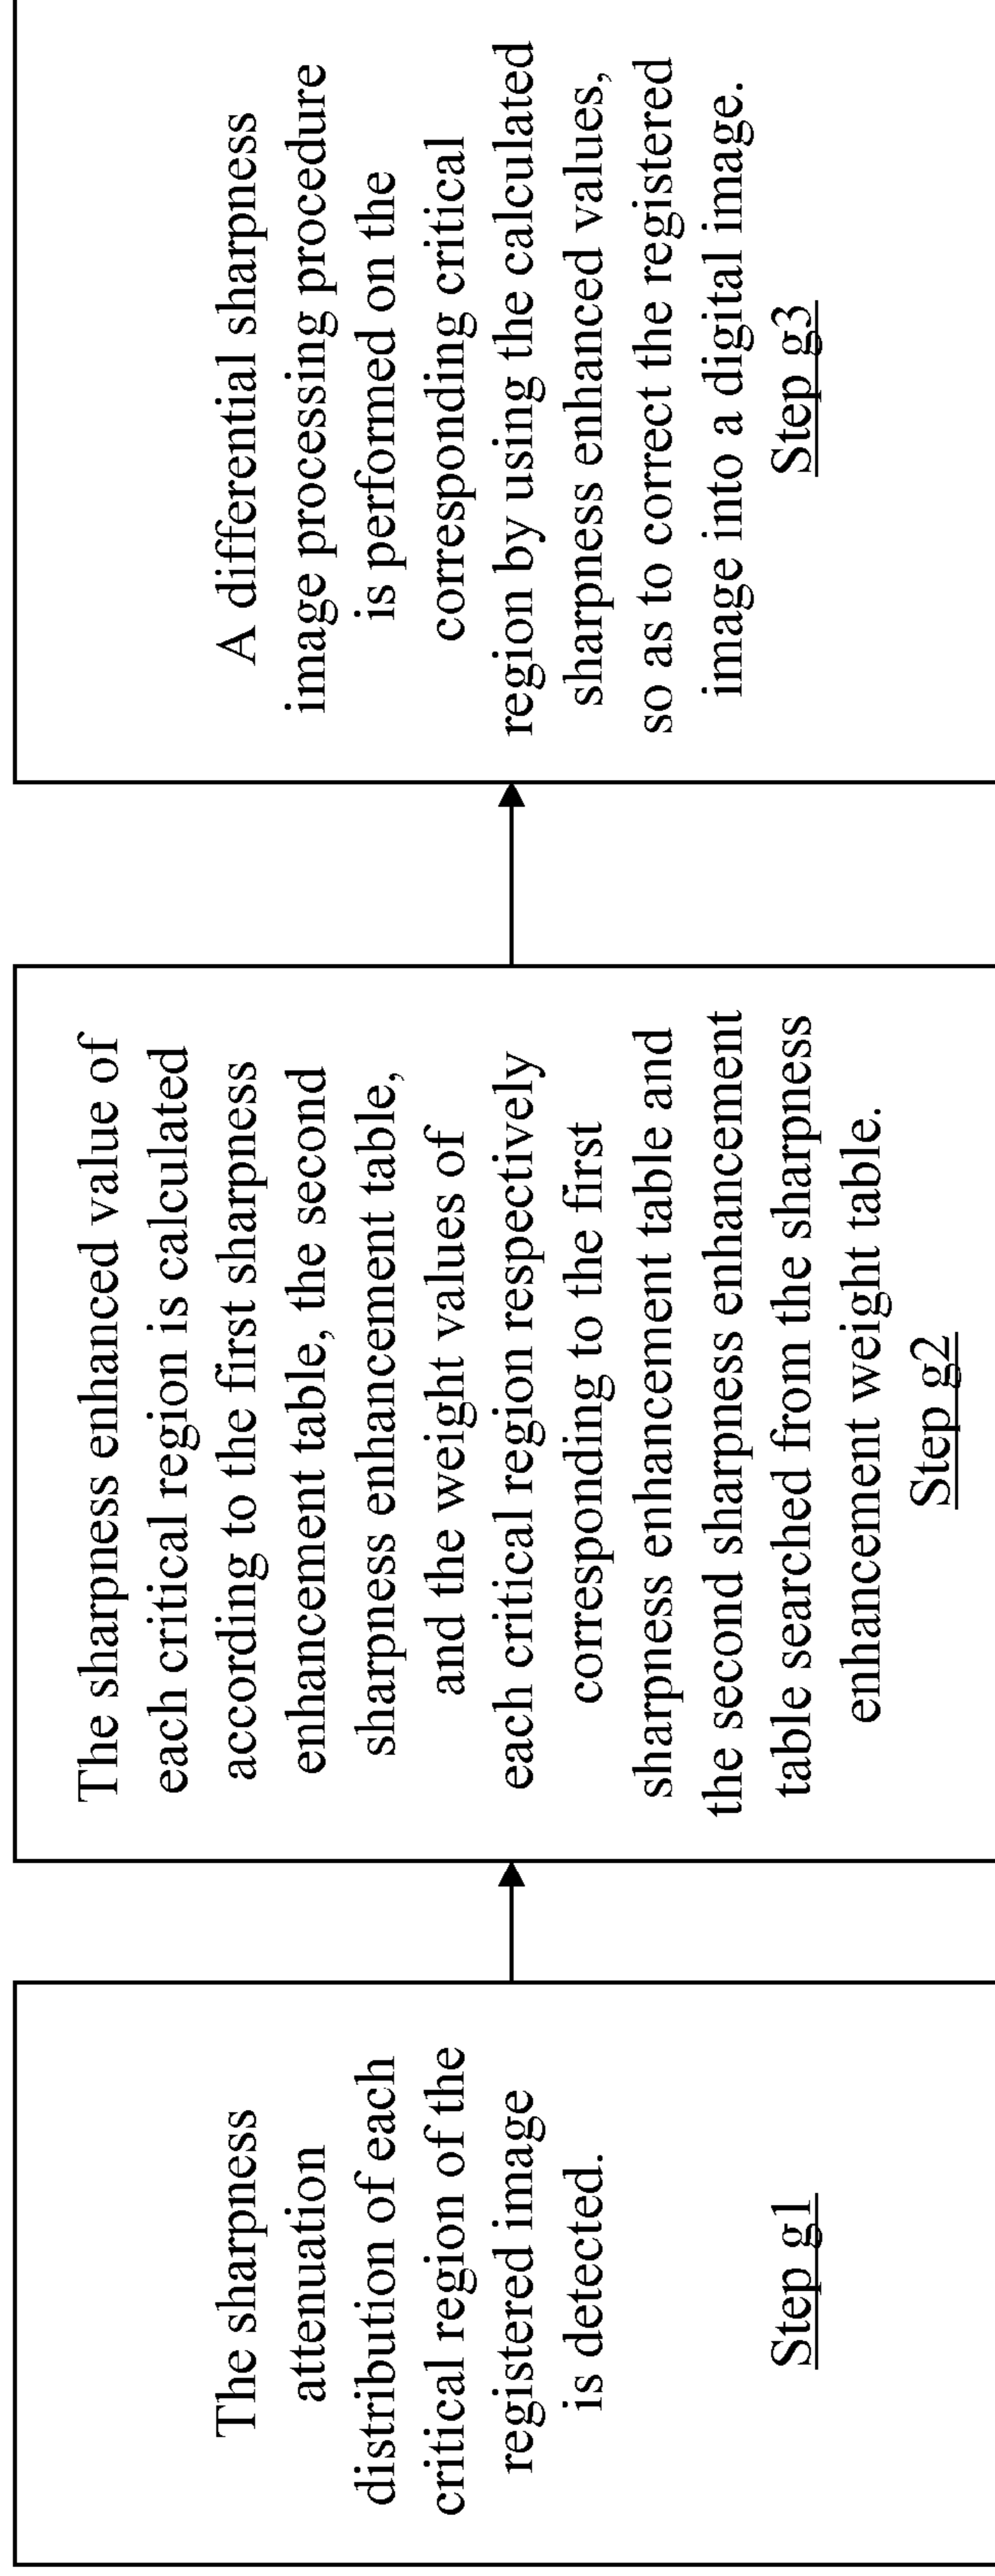 The sharpness
attenuation
distribution of each
critical region of the
registered image
is detected.
Step g1
The sharpness enhanced value of
each critical region is calculated
according to the first sharpness
enhancement table, the second
sharpness enhancement table,
and the weight values of
each critical region respectively
corresponding to the first
sharpness enhancement table and
the second sharpness enhancement
table searched from the sharpness
enhancement weight table.
Step g2
A differential sharpness
image processing procedure
is performed on the
corresponding critical
region by using the calculated
sharpness enhanced values,
so as to correct the registered
image into a digital image.
Step g3